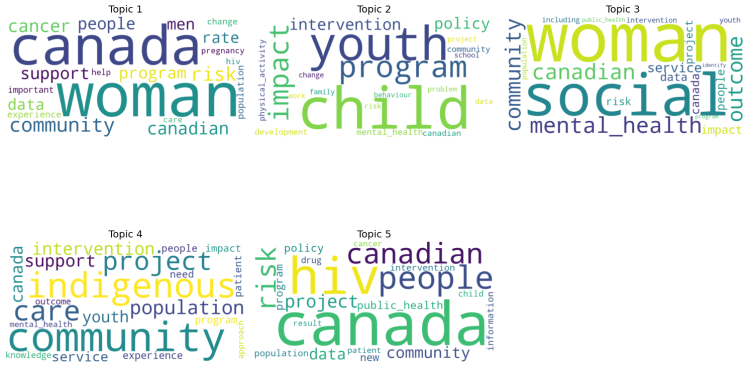 Topic 1
cancer people men change
canada rate
pregnancy
hiv
support help program risk
important woman population
data
experience
community care canadian
Topic 2
intervention policy
youth project
community
impact school
change program
physical_activity
family behaviour problem
work risk
child data
development mental_health canadian
Topic 3
including public_health intervention youth
woman project
community
population canadian service identify
data canada people outcome
social
risk
program
mental_health impact
Topic 4
intervention people impact
canada support project need patient
indigenous
outcome
care youth population
mental_health program
community approach
knowledge service experience
Topic 5
cancer
policy canadian
drug
risk hiv intervention people
program
project public_health child
canada information
result
population data patient new community